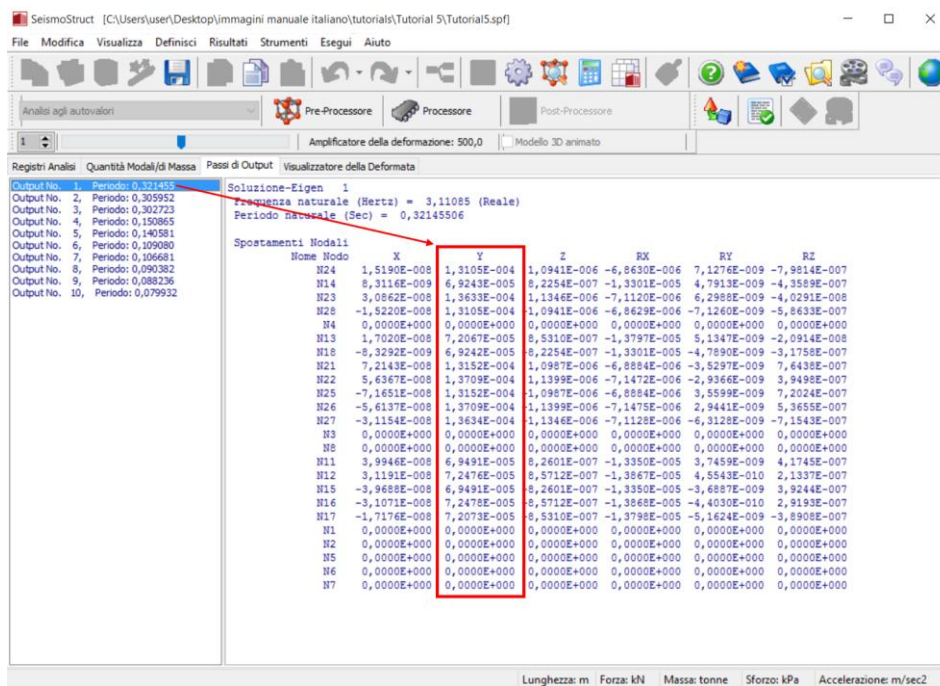 SeismoStruct [C:\Users\user\Desktop\immagini manuale italiano\tutorials\Tutorial 5\Tutorial5.spf]
File Modifica Visualizza Definisci Risultati Strumenti Esegui Aiuto
Analisi agli autovalori Pre-Processore Processore Post-Processore
1 Amplificatore della deformazione: 500,0 Modello 3D animato
Registri Analisi Quantità Modali/di Massa Passi di Output Visualizzatore della Deformata
Output No. 1, Periodo: 0,321455
Output No. 2, Periodo: 0,305952
Output No. 3, Periodo: 0,302723
Output No. 4, Periodo: 0,150865
Output No. 5, Periodo: 0,140581
Output No. 6, Periodo: 0,109080
Output No. 7, Periodo: 0,106681
Output No. 8, Periodo: 0,090382
Output No. 9, Periodo: 0,088236
Output No. 10, Periodo: 0,079932
Soluzione-Eigen 1
Frequenza naturale (Hertz) = 3,11085 (Reale)
Periodo naturale (Sec) = 0,32145506
Spostamenti Nodali
Nome Nodo X Y Z RX RY RZ
N24 1,5190E-008 1,3105E-004 1,0941E-006 -6,8630E-006 7,1276E-009 -7,9814E-007
N14 8,3116E-009 6,9243E-005 8,2254E-007 -1,3301E-005 4,7913E-009 -4,3589E-007
N23 3,0862E-008 1,3633E-004 1,1346E-006 -7,1120E-006 6,2988E-009 -4,0291E-008
N28 -1,5220E-008 1,3105E-004 -1,0941E-006 -6,8629E-006 -7,1260E-009 -5,8633E-007
N4 0,0000E+000 0,0000E+000 0,0000E+000 0,0000E+000 0,0000E+000 0,0000E+000
N13 1,7020E-008 7,2067E-005 8,5310E-007 -1,3797E-005 5,1347E-009 -2,0914E-008
N18 -8,3292E-009 6,9242E-005 -8,2254E-007 -1,3301E-005 -4,7890E-009 -3,1758E-007
N21 7,2143E-008 1,3152E-004 1,0987E-006 -6,8884E-006 -3,5297E-009 7,6438E-007
N22 5,6367E-008 1,3709E-004 1,1399E-006 -7,1472E-006 -2,9366E-009 3,9498E-007
N25 -7,1651E-008 1,3152E-004 -1,0987E-006 -6,8884E-006 3,5599E-009 7,2024E-007
N26 -5,6137E-008 1,3709E-004 -1,1399E-006 -7,1475E-006 2,9441E-009 5,3655E-007
N27 -3,1154E-008 1,3634E-004 -1,1346E-006 -7,1128E-006 -6,3128E-009 -7,1543E-007
N3 0,0000E+000 0,0000E+000 0,0000E+000 0,0000E+000 0,0000E+000 0,0000E+000
N8 0,0000E+000 0,0000E+000 0,0000E+000 0,0000E+000 0,0000E+000 0,0000E+000
N11 3,9946E-008 6,9491E-005 8,2601E-007 -1,3350E-005 3,7459E-009 4,1745E-007
N12 3,1191E-008 7,2476E-005 8,5712E-007 -1,3867E-005 4,5543E-010 2,1337E-007
N15 -3,9688E-008 6,9491E-005 -8,2601E-007 -1,3350E-005 -3,6887E-009 3,9244E-007
N16 -3,1071E-008 7,2478E-005 -8,5712E-007 -1,3868E-005 -4,4030E-010 2,9193E-007
N17 -1,7176E-008 7,2073E-005 -8,5310E-007 -1,3798E-005 -5,1624E-009 -3,8908E-007
N1 0,0000E+000 0,0000E+000 0,0000E+000 0,0000E+000 0,0000E+000 0,0000E+000
N2 0,0000E+000 0,0000E+000 0,0000E+000 0,0000E+000 0,0000E+000 0,0000E+000
N5 0,0000E+000 0,0000E+000 0,0000E+000 0,0000E+000 0,0000E+000 0,0000E+000
N6 0,0000E+000 0,0000E+000 0,0000E+000 0,0000E+000 0,0000E+000 0,0000E+000
N7 0,0000E+000 0,0000E+000 0,0000E+000 0,0000E+000 0,0000E+000 0,0000E+000
Lunghezza: m Forza: kN Massa: tonne Sforzo: kPa Accelerazione: m/sec2